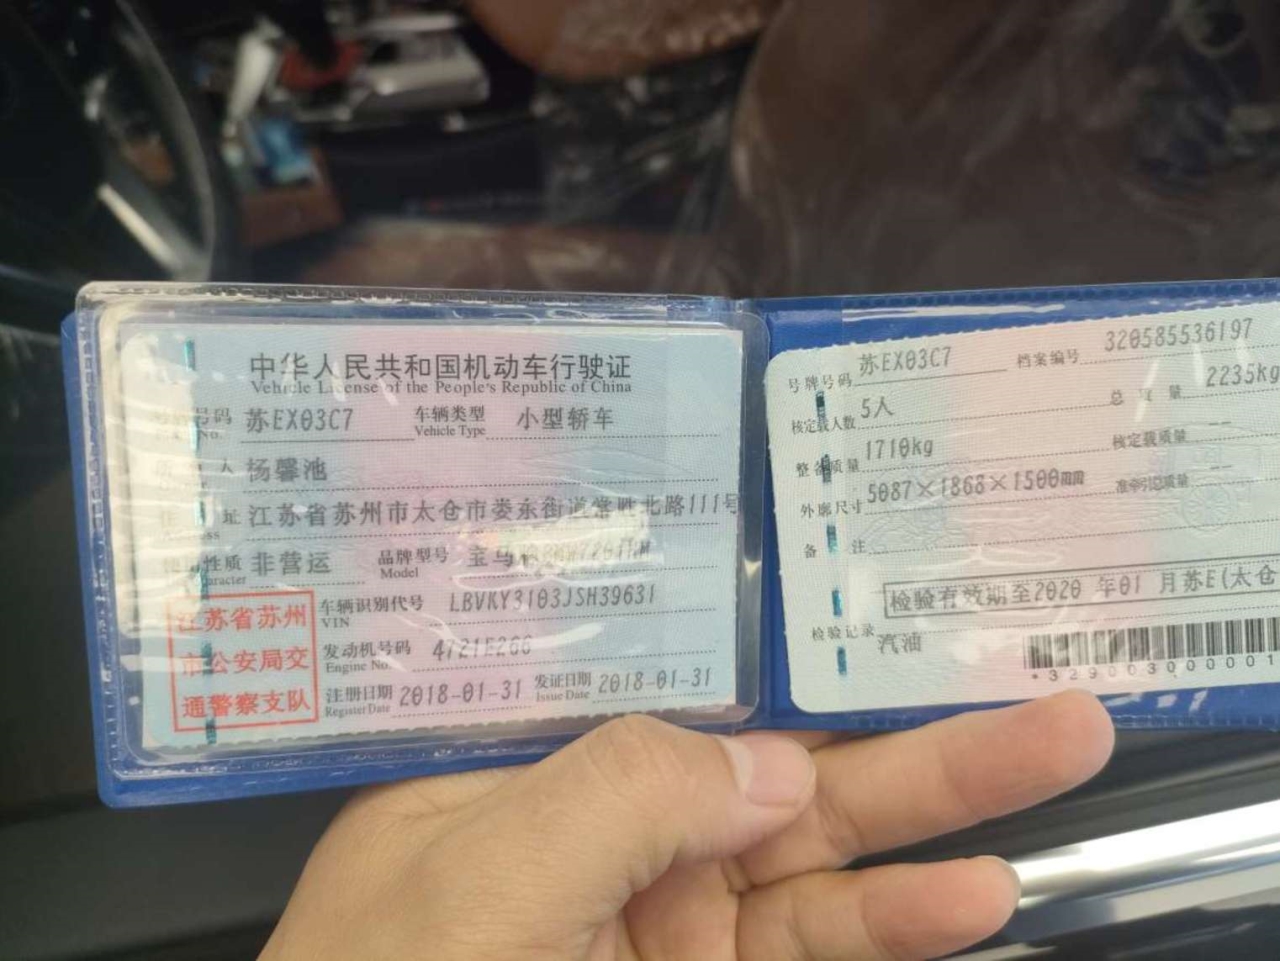 中华人民共和国机动车行驶证
Vehicle License of the People's Republic of China
号码 苏EX03C7 车辆类型 小型轿车
No. Vehicle Type
人 杨馨池
址 江苏省苏州市太仓市娄东街道常胜北路111号
性质 非营运 品牌型号 宝马
Model
车辆识别代号 LBVKY3103JSH39631
VIN
发动机号码
Engine No.
注册日期 2018-01-31 发证日期 2018-01-31
Register Date Issue Date
江苏省苏州
市公安局交
通警察支队
号牌号码 苏EX03C7 档案编号 320585536197
核定载人数 5人 总质量 2235kg
整备质量 1710kg 核定载质量 --
外廓尺寸 5087×1868×1500mm 准牵引总质量 --
备注
检验有效期至2020年01月苏E(太仓
检验记录
汽油
*3290030000001